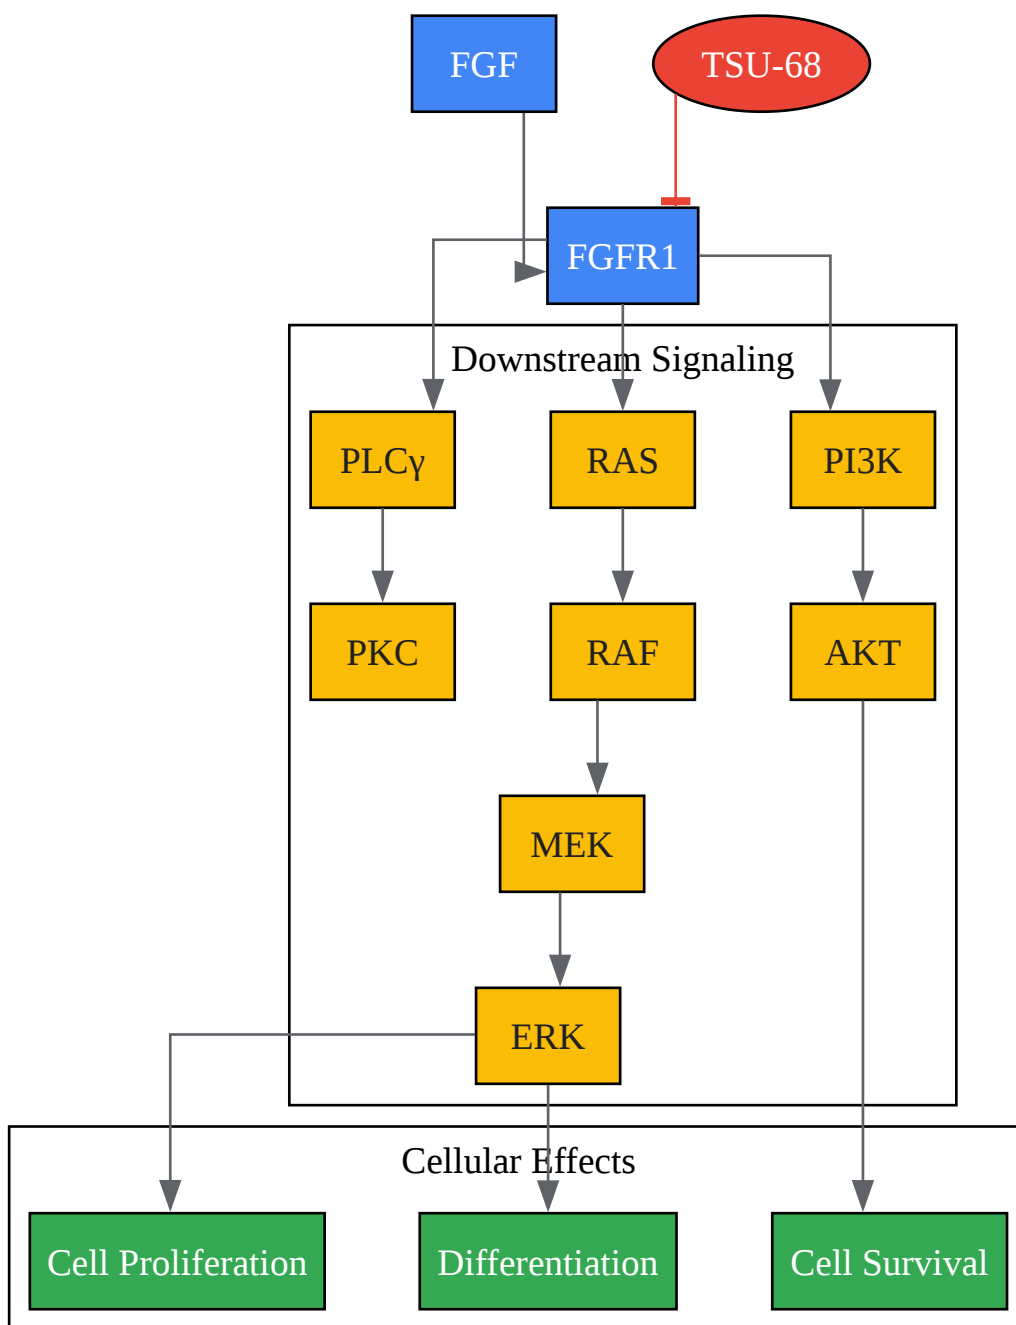 FGF
TSU-68
FGFR1
Downstream Signaling
PLCγ
RAS
PI3K
PKC
RAF
AKT
MEK
ERK
Cellular Effects
Cell Proliferation
Differentiation
Cell Survival